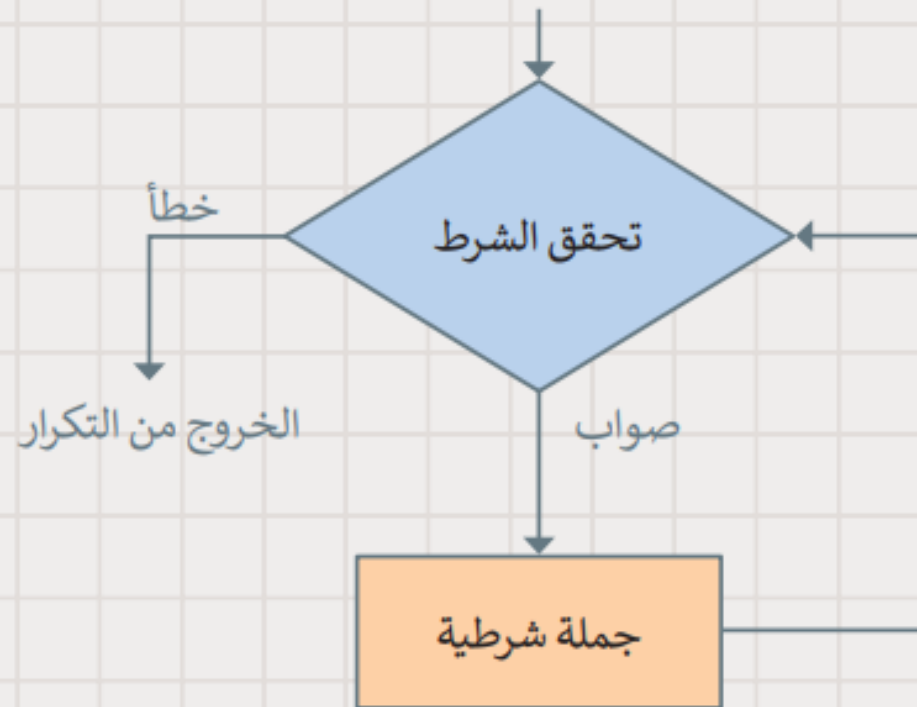 خطأ
تحقق الشرط
الخروج من التكرار
صواب
جملة شرطية